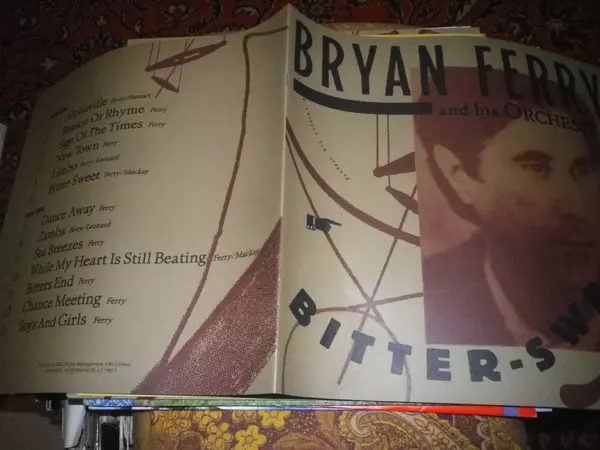 Alphaville Ferry/Stewart
Reason Or Rhyme Ferry
Sign Of The Times Ferry
New Town Ferry
Limbo Ferry/Leonard
Bitter Sweet Ferry/Mackay
Dance Away Ferry
Zamba Ferry/Leonard
Sea Breezes Ferry
While My Heart Is Still Beating Ferry/Mackay
Bitters End Ferry
Chance Meeting Ferry
Boys And Girls Ferry
BRYAN FERRY
and his ORCHES
BITTER-SWE